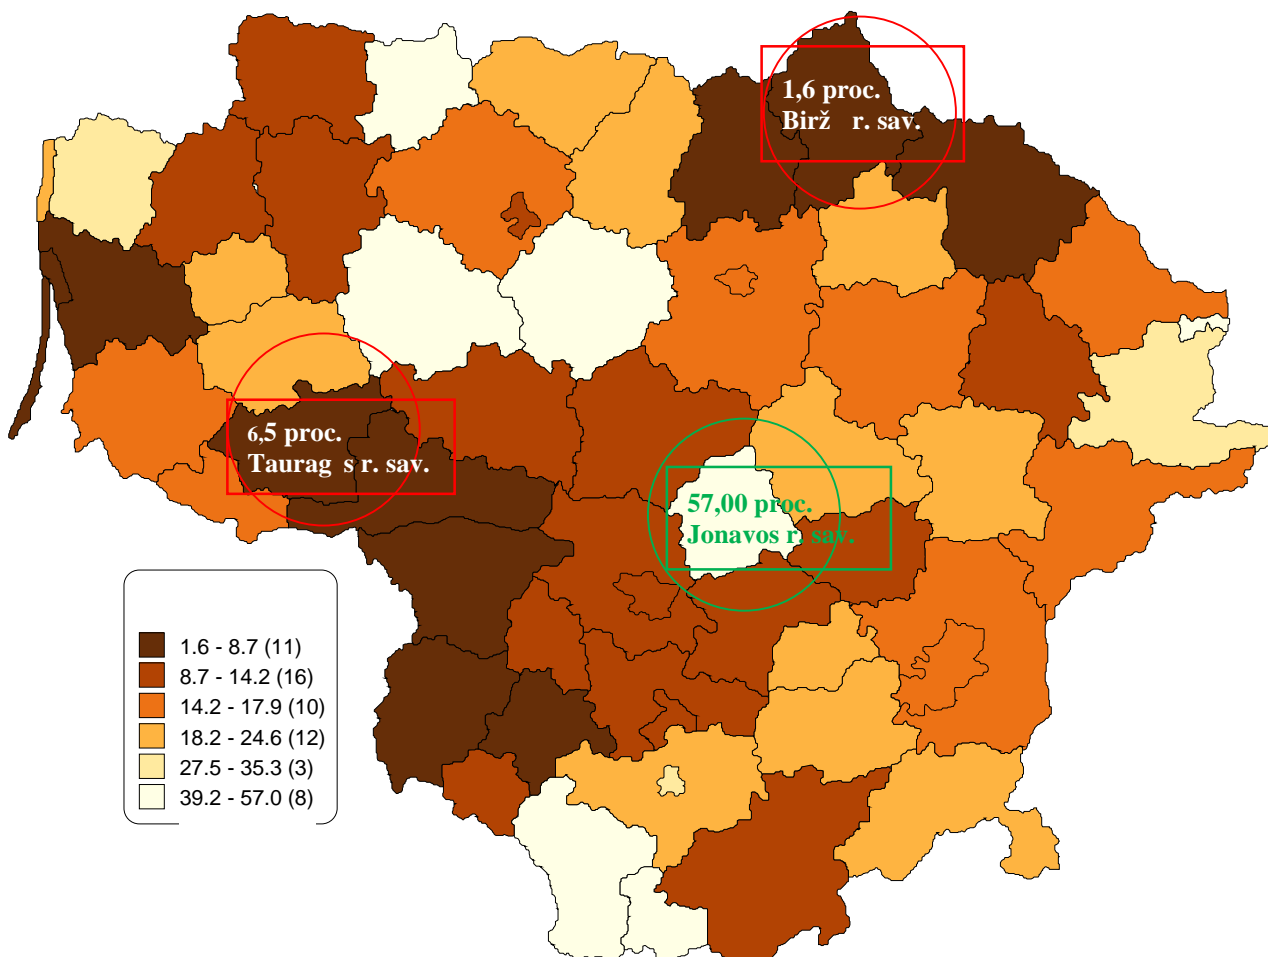 1,6 proc.
Birž r. sav.
6,5 proc.
Taurag s r. sav.
57,00 proc.
Jonavos r. sav.
1.6 - 8.7 (11)
8.7 - 14.2 (16)
14.2 - 17.9 (10)
18.2 - 24.6 (12)
27.5 - 35.3 (3)
39.2 - 57.0 (8)